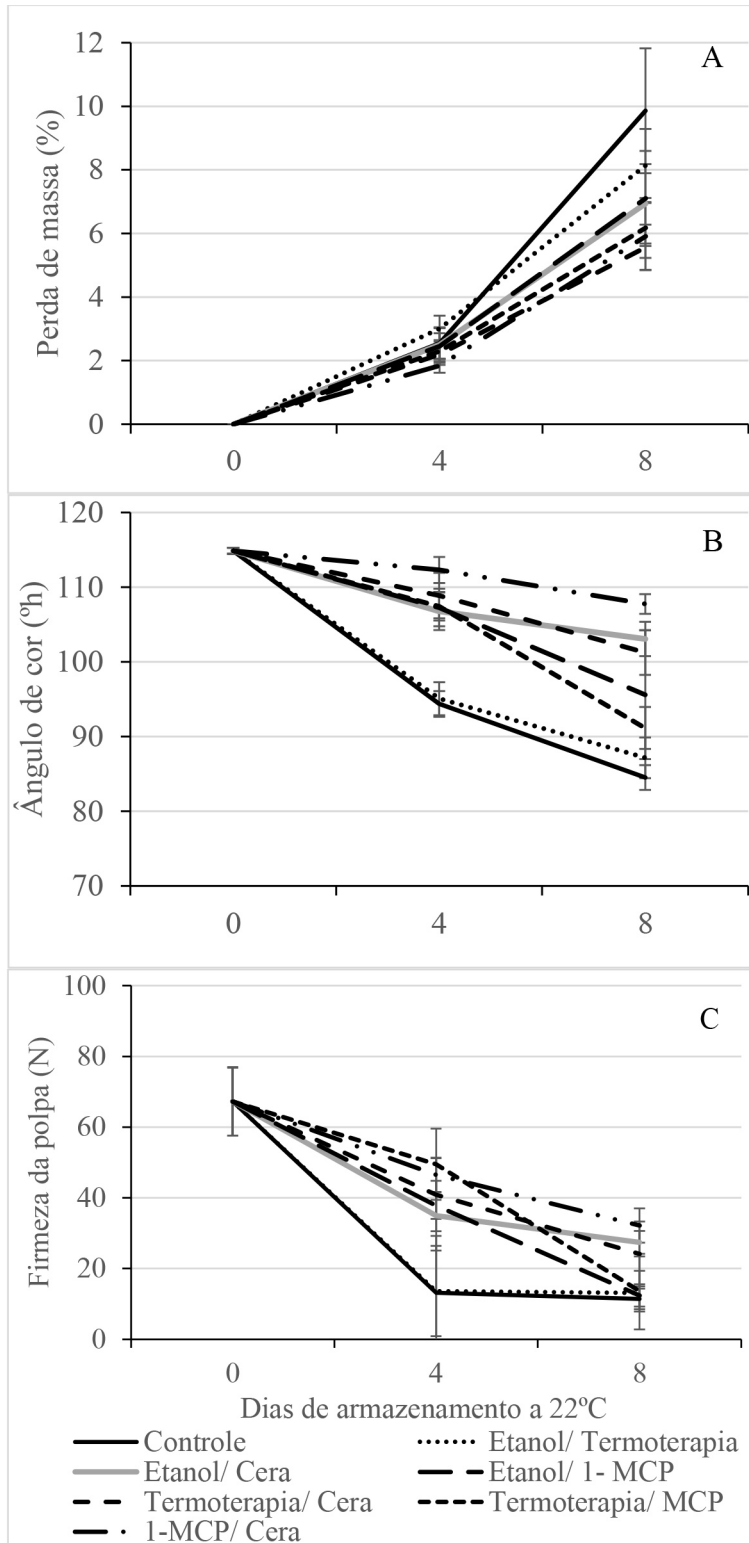 A
Perda de massa (%)
12
10
8
6
4
2
0
0 4 8
B
Ângulo de cor (ºh)
120
110
100
90
80
70
0 4 8
C
Firmeza da polpa (N)
100
80
60
40
20
0
0 4 8
Dias de armazenamento a 22ºC
Controle Etanol/ Termoterapia
Etanol/ Cera Etanol/ 1- MCP
Termoterapia/ Cera Termoterapia/ MCP
1-MCP/ Cera